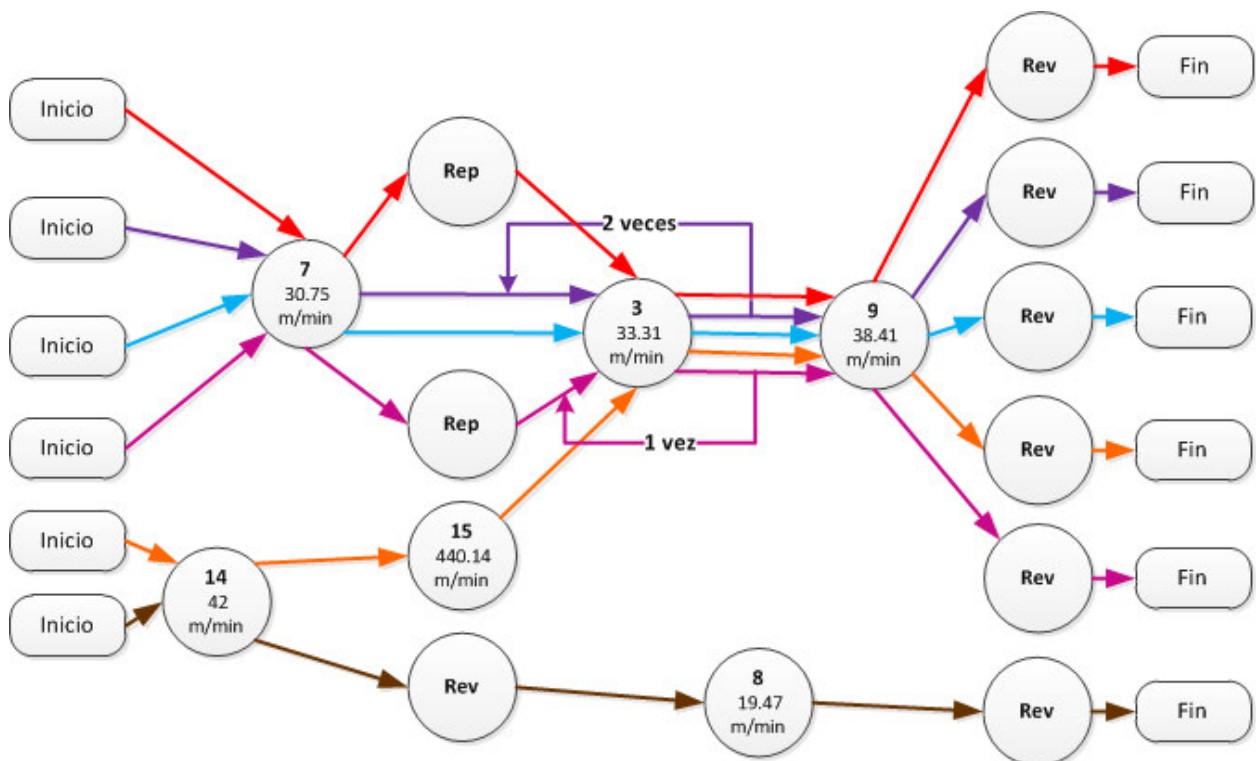 Rev
Fin
Inicio
Rep
Rev
Fin
Inicio
2 veces
7
30.75
m/min
3
33.31
m/min
9
38.41
m/min
Rev
Fin
Inicio
Rep
1 vez
Rev
Fin
Inicio
Inicio
15
440.14
m/min
Rev
Fin
14
42
m/min
Inicio
Rev
8
19.47
m/min
Rev
Fin